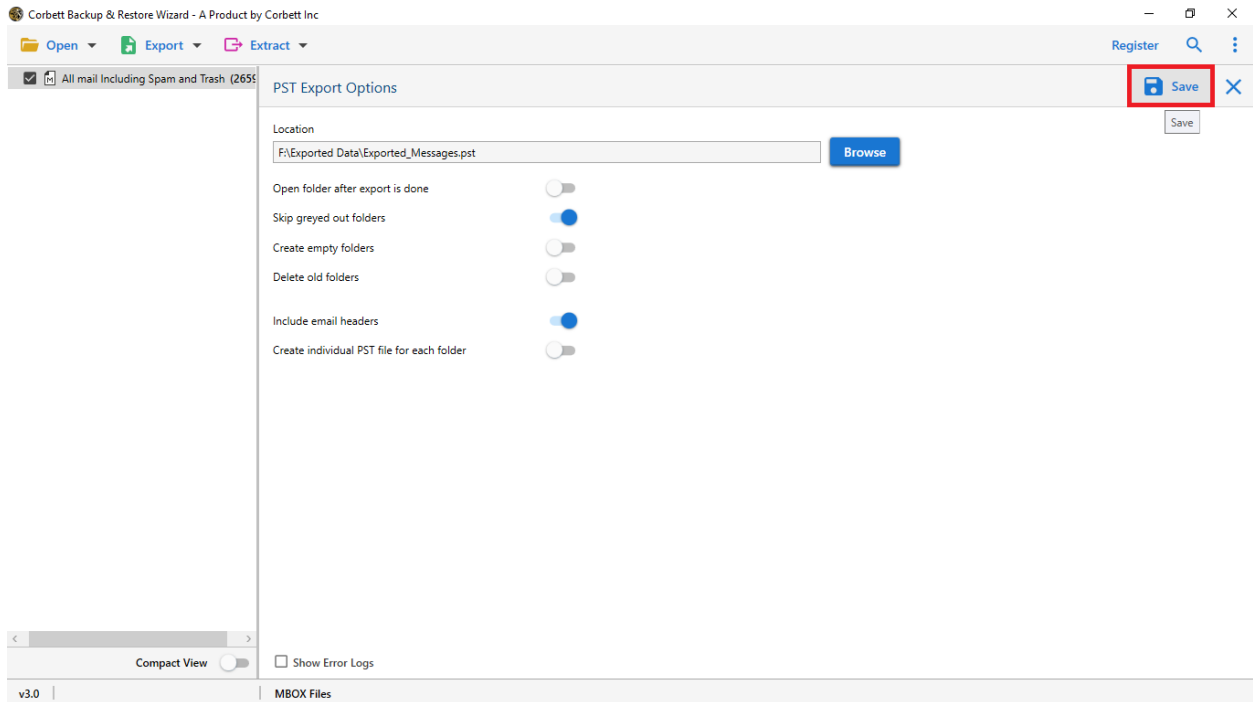 Corbett Backup & Restore Wizard - A Product by Corbett Inc
Open Export Extract Register
All mail Including Spam and Trash (2659
PST Export Options
Save
Save
Location
F:\Exported Data\Exported_Messages.pst
Browse
Open folder after export is done
Skip greyed out folders
Create empty folders
Delete old folders
Include email headers
Create individual PST file for each folder
Compact View
Show Error Logs
v3.0
MBOX Files